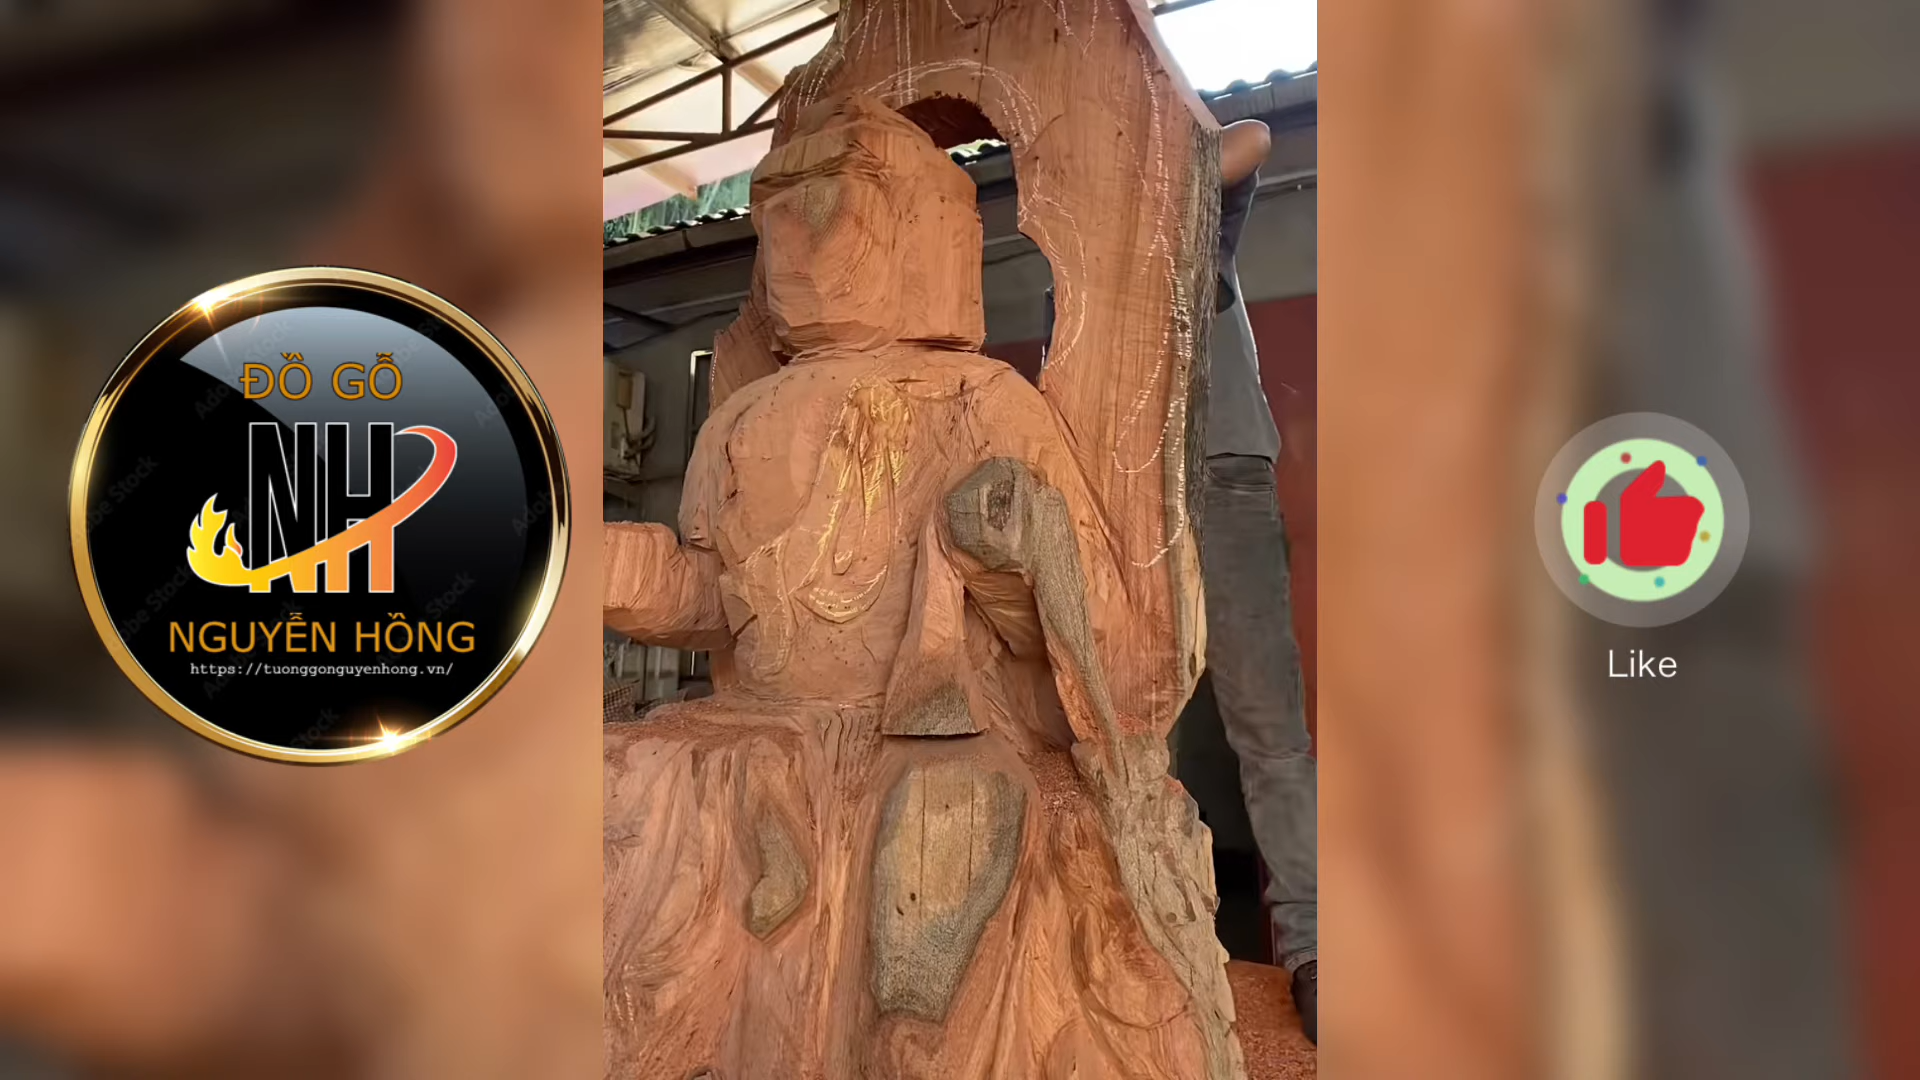 ĐỒ GỖ
NH
NGUYỄN HỒNG
https://tuonggonguyenhong.vn/
Like